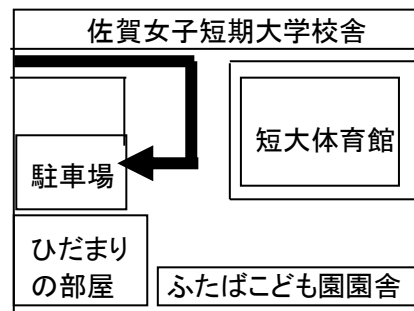 佐賀女子短期大学校舎
短大体育館
駐車場
ひだまり
の部屋
ふたばこども園園舎